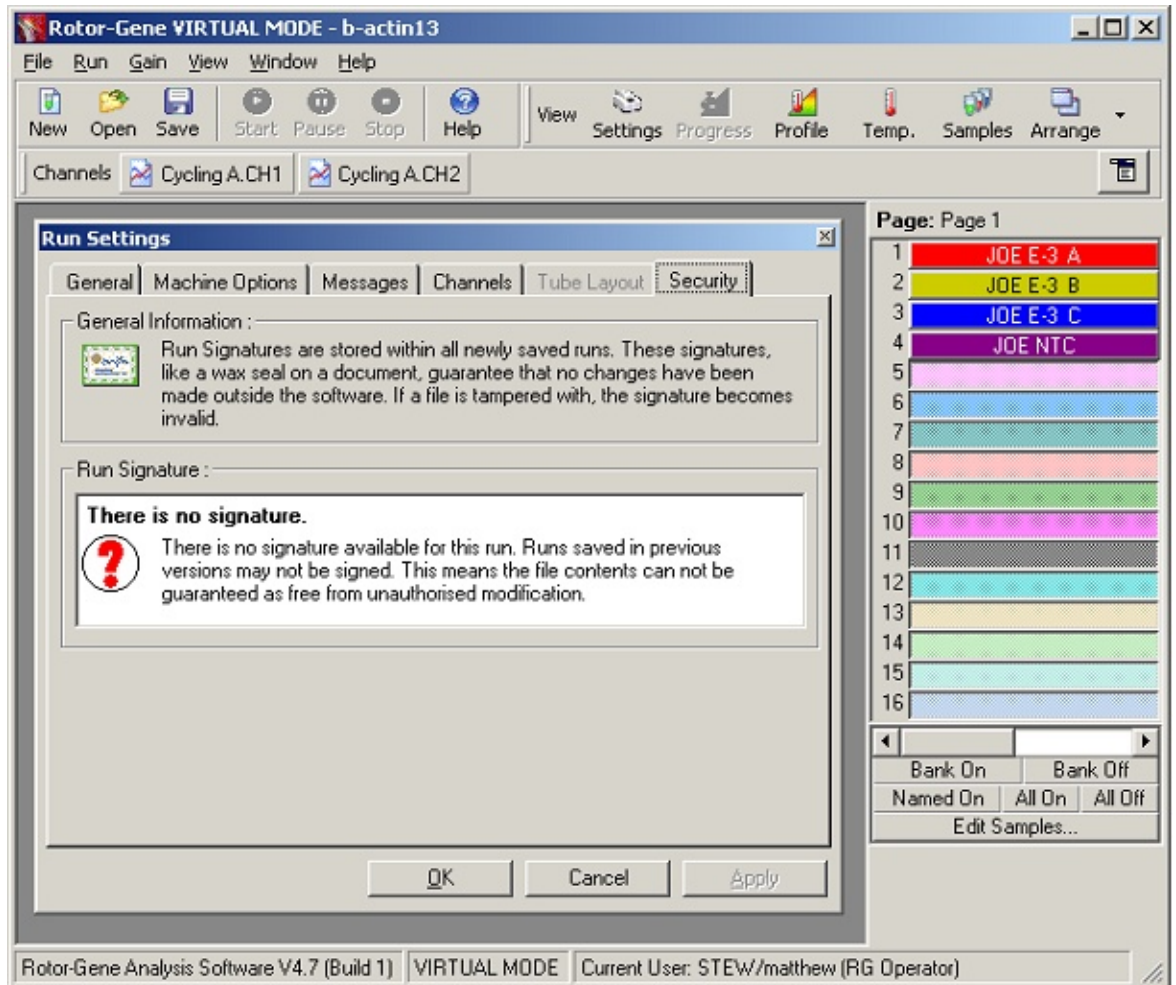 Rotor-Gene VIRTUAL MODE - b-actin13
File Run Gain View Window Help
New Open Save Start Pause Stop Help View Settings Progress Profile Temp. Samples Arrange
Channels Cycling A.CH1 Cycling A.CH2
Run Settings
General Machine Options Messages Channels Tube Layout Security
General Information :
Run Signatures are stored within all newly saved runs. These signatures,
like a wax seal on a document, guarantee that no changes have been
made outside the software. If a file is tampered with, the signature becomes
invalid.
Run Signature :
There is no signature.
There is no signature available for this run. Runs saved in previous
versions may not be signed. This means the file contents can not be
guaranteed as free from unauthorised modification.
OK Cancel Apply
Page: Page 1
1 JOE E-3 A
2 JOE E-3 B
3 JOE E-3 C
4 JOE NTC
5
6
7
8
9
10
11
12
13
14
15
16
Bank On Bank Off
Named On All On All Off
Edit Samples...
Rotor-Gene Analysis Software V4.7 (Build 1) VIRTUAL MODE Current User: STEW//matthew (RG Operator)